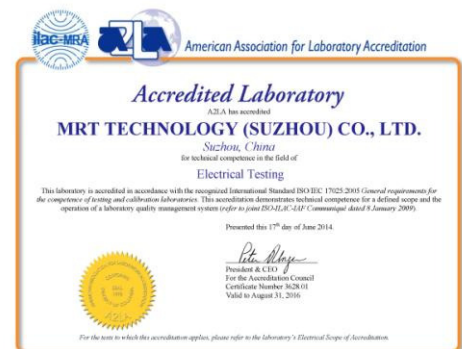 ilac-MRA
A2LA
American Association for Laboratory Accreditation
Accredited Laboratory
A2LA has accredited
MRT TECHNOLOGY (SUZHOU) CO., LTD.
Suzhou, China
for technical competence in the field of
Electrical Testing
This laboratory is accredited in accordance with the recognized International Standard ISO/IEC 17025:2005 General requirements for
the competence of testing and calibration laboratories. This accreditation demonstrates technical competence for a defined scope and the
operation of a laboratory quality management system (refer to joint ISO-ILAC-IAF Communiqué dated 8 January 2009).
Presented this 17th day of June 2014.
President & CEO
For the Accreditation Council
Certificate Number 3628.01
Valid to August 31, 2016
A2LA
For the tests to which this accreditation applies, please refer to the laboratory's Electrical Scope of Accreditation.